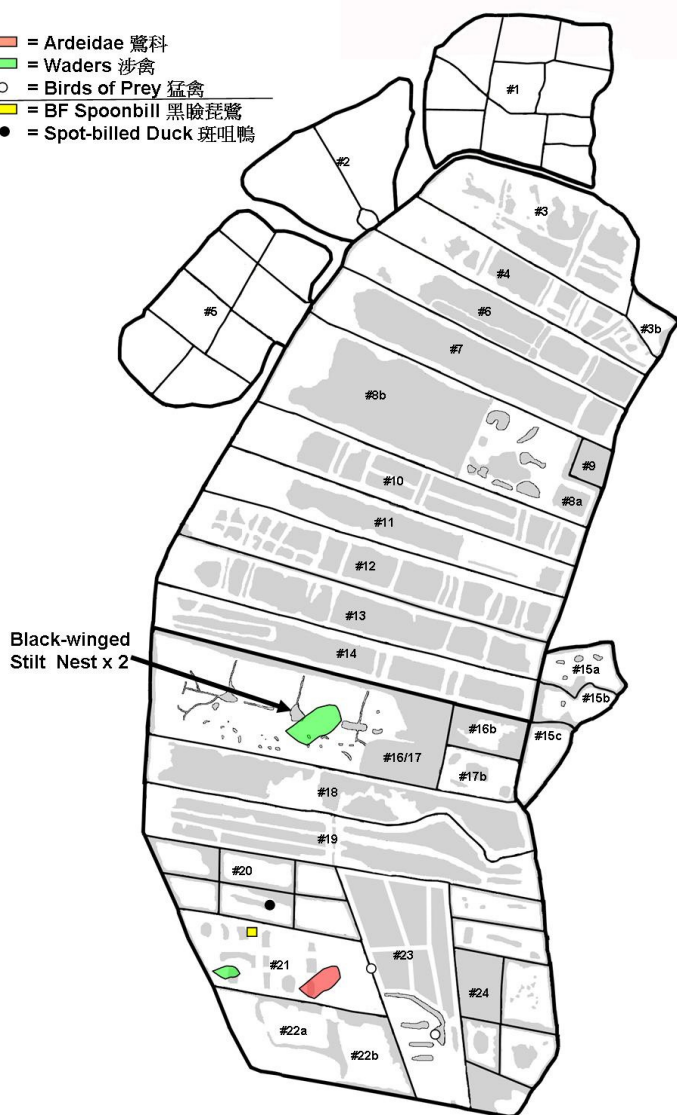 = Ardeidae 鷺科
= Waders 涉禽
= Birds of Prey 猛禽
= BF Spoonbill 黑瞼琵鷺
= Spot-billed Duck 斑咀鴨
#1
#2
#3
#4
#3b
#5
#6
#7
#8b
#9
#10
#8a
#11
#12
#13
#14
Black-winged
Stilt Nest x 2
#15a
#15b
#15c
#16b
#16/17
#17b
#18
#19
#20
#21
#23
#24
#22a
#22b